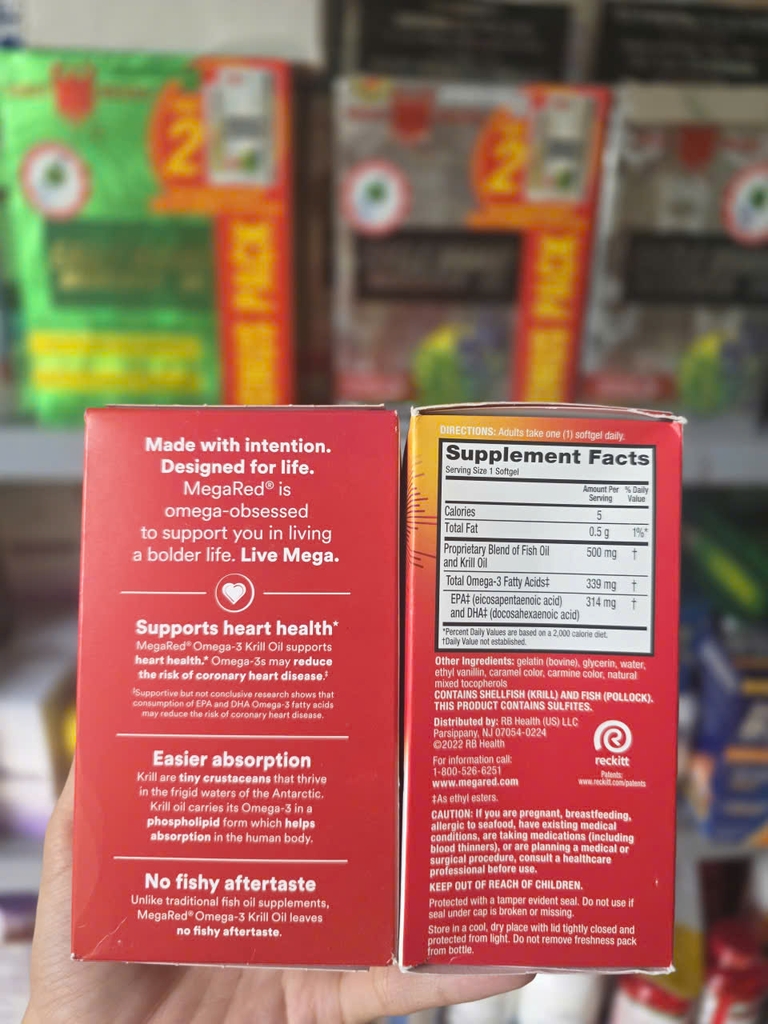 2
2
PACK
PACK
Made with intention.
Designed for life.
MegaRed® is
omega-obsessed
to support you in living
a bolder life. Live Mega.
Supports heart health*
MegaRed® Omega-3 Krill Oil supports
heart health.* Omega-3s may reduce
the risk of coronary heart disease.§
§Supportive but not conclusive research shows that
consumption of EPA and DHA Omega-3 fatty acids
may reduce the risk of coronary heart disease.
Easier absorption
Krill are tiny crustaceans that thrive
in the frigid waters of the Antarctic.
Krill oil carries its Omega-3 in a
phospholipid form which helps
absorption in the human body.
No fishy aftertaste
Unlike traditional fish oil supplements,
MegaRed® Omega-3 Krill Oil leaves
no fishy aftertaste.
DIRECTIONS: Adults take one (1) softgel daily.
Supplement Facts
Serving Size 1 Softgel
Amount Per Serving % Daily Value
Calories 5
Total Fat 0.5 g 1%*
Proprietary Blend of Fish Oil 500 mg †
and Krill Oil
Total Omega-3 Fatty Acids‡ 339 mg †
EPA‡ (eicosapentaenoic acid) 314 mg †
and DHA‡ (docosahexaenoic acid)
*Percent Daily Values are based on a 2,000 calorie diet.
†Daily Value not established.
Other Ingredients: gelatin (bovine), glycerin, water,
ethyl vanillin, caramel color, carmine color, natural
mixed tocopherols
CONTAINS SHELLFISH (KRILL) AND FISH (POLLOCK).
THIS PRODUCT CONTAINS SULFITES.
Distributed by: RB Health (US) LLC
Parsippany, NJ 07054-0224
©2022 RB Health
For information call:
1-800-526-6251
www.megared.com
reckitt
Patents:
www.reckitt.com/patents
‡As ethyl esters.
CAUTION: If you are pregnant, breastfeeding,
allergic to seafood, have existing medical
conditions, are taking medications (including
blood thinners), or are planning a medical or
surgical procedure, consult a healthcare
professional before use.
KEEP OUT OF REACH OF CHILDREN.
Protected with a tamper evident seal. Do not use if
seal under cap is broken or missing.
Store in a cool, dry place with lid tightly closed and
protected from light. Do not remove freshness pack
from bottle.